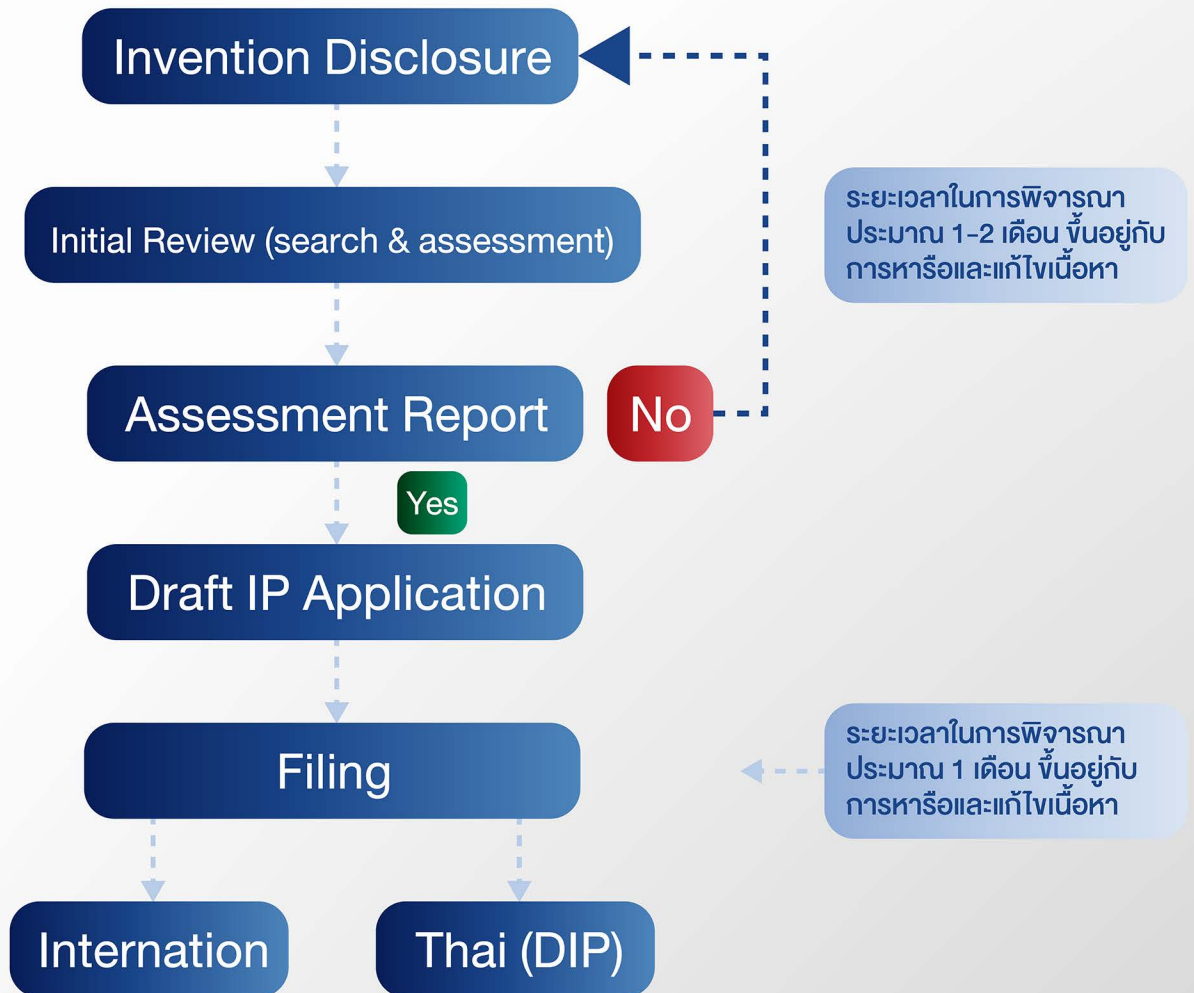 Invention Disclosure
Initial Review (search & assessment)
ระยะเวลาในการพิจารณา
ประมาณ 1-2 เดือน ขึ้นอยู่กับ
การหารือและแก้ไขเนื้อหา
Assessment Report
No
Yes
Draft IP Application
Filing
ระยะเวลาในการพิจารณา
ประมาณ 1 เดือน ขึ้นอยู่กับ
การหารือและแก้ไขเนื้อหา
Internation
Thai (DIP)